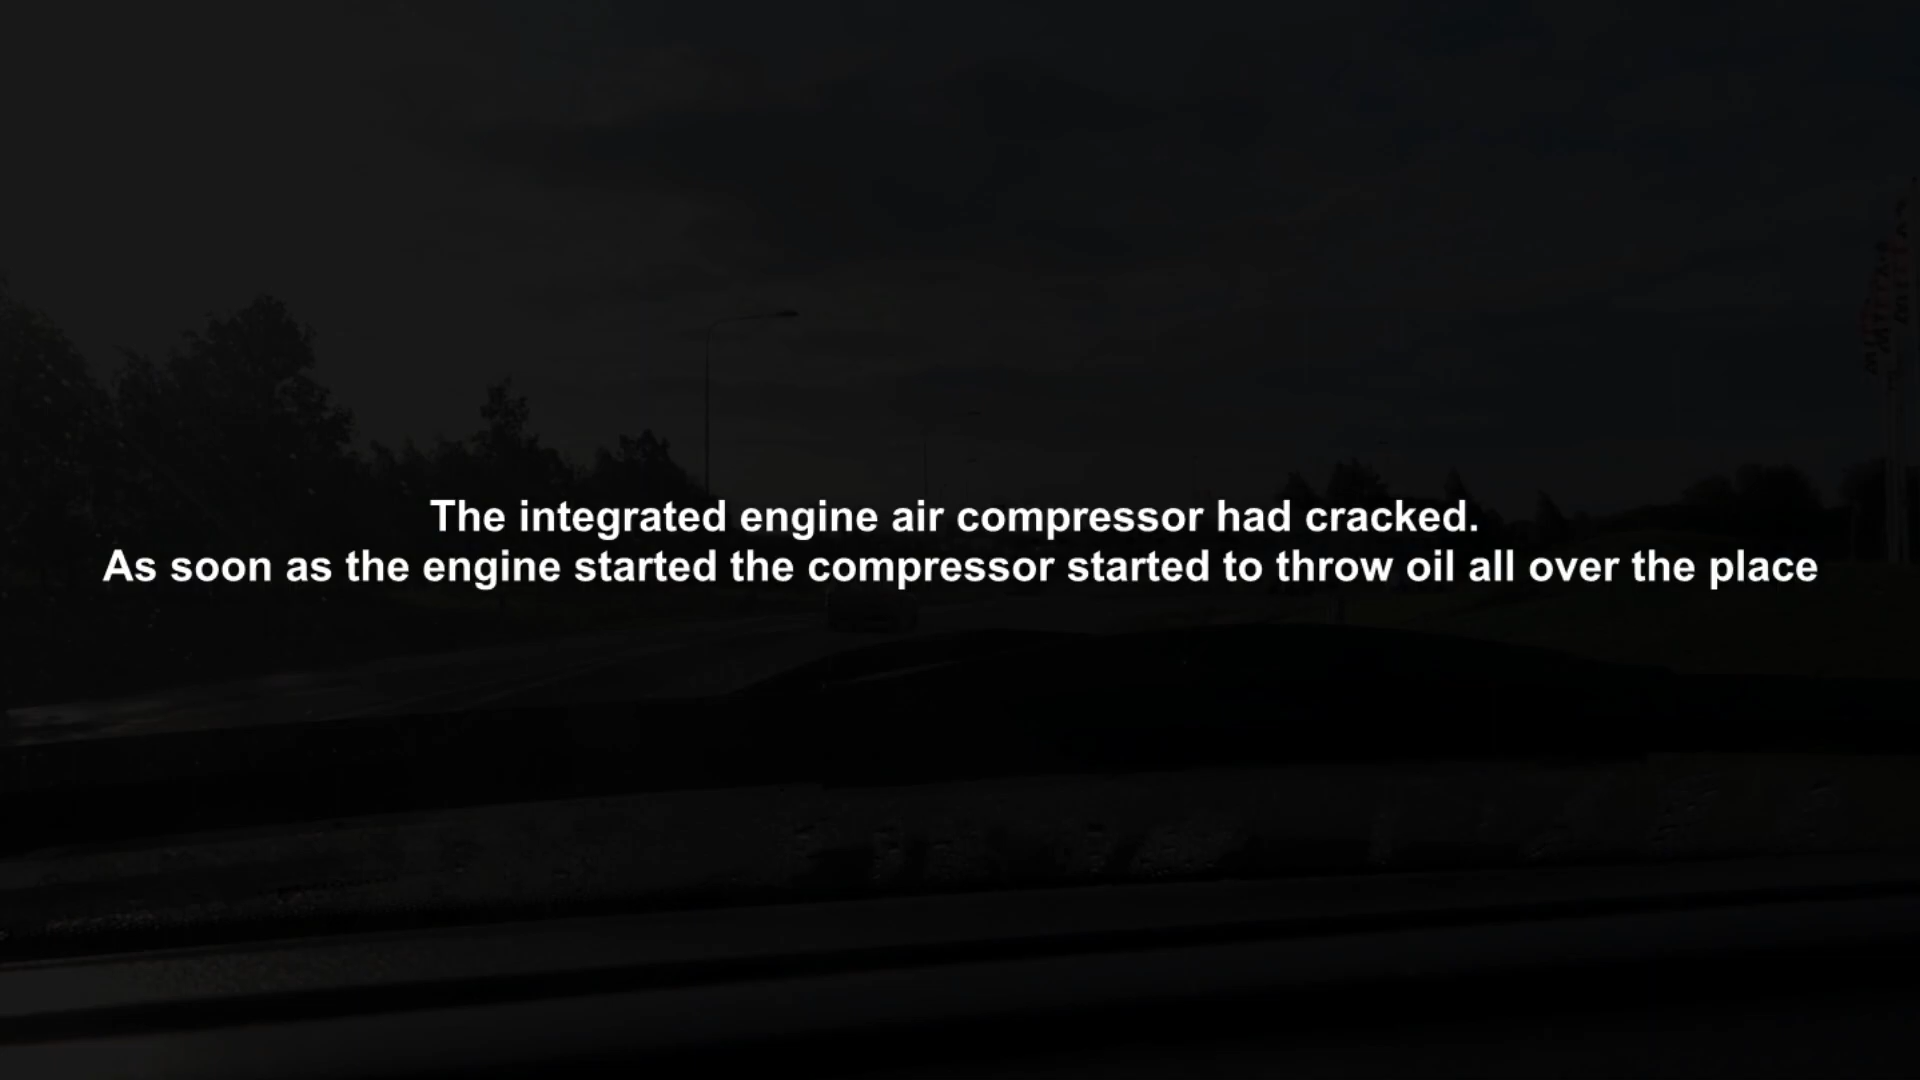 The integrated engine air compressor had cracked.
As soon as the engine started the compressor started to throw oil all over the place